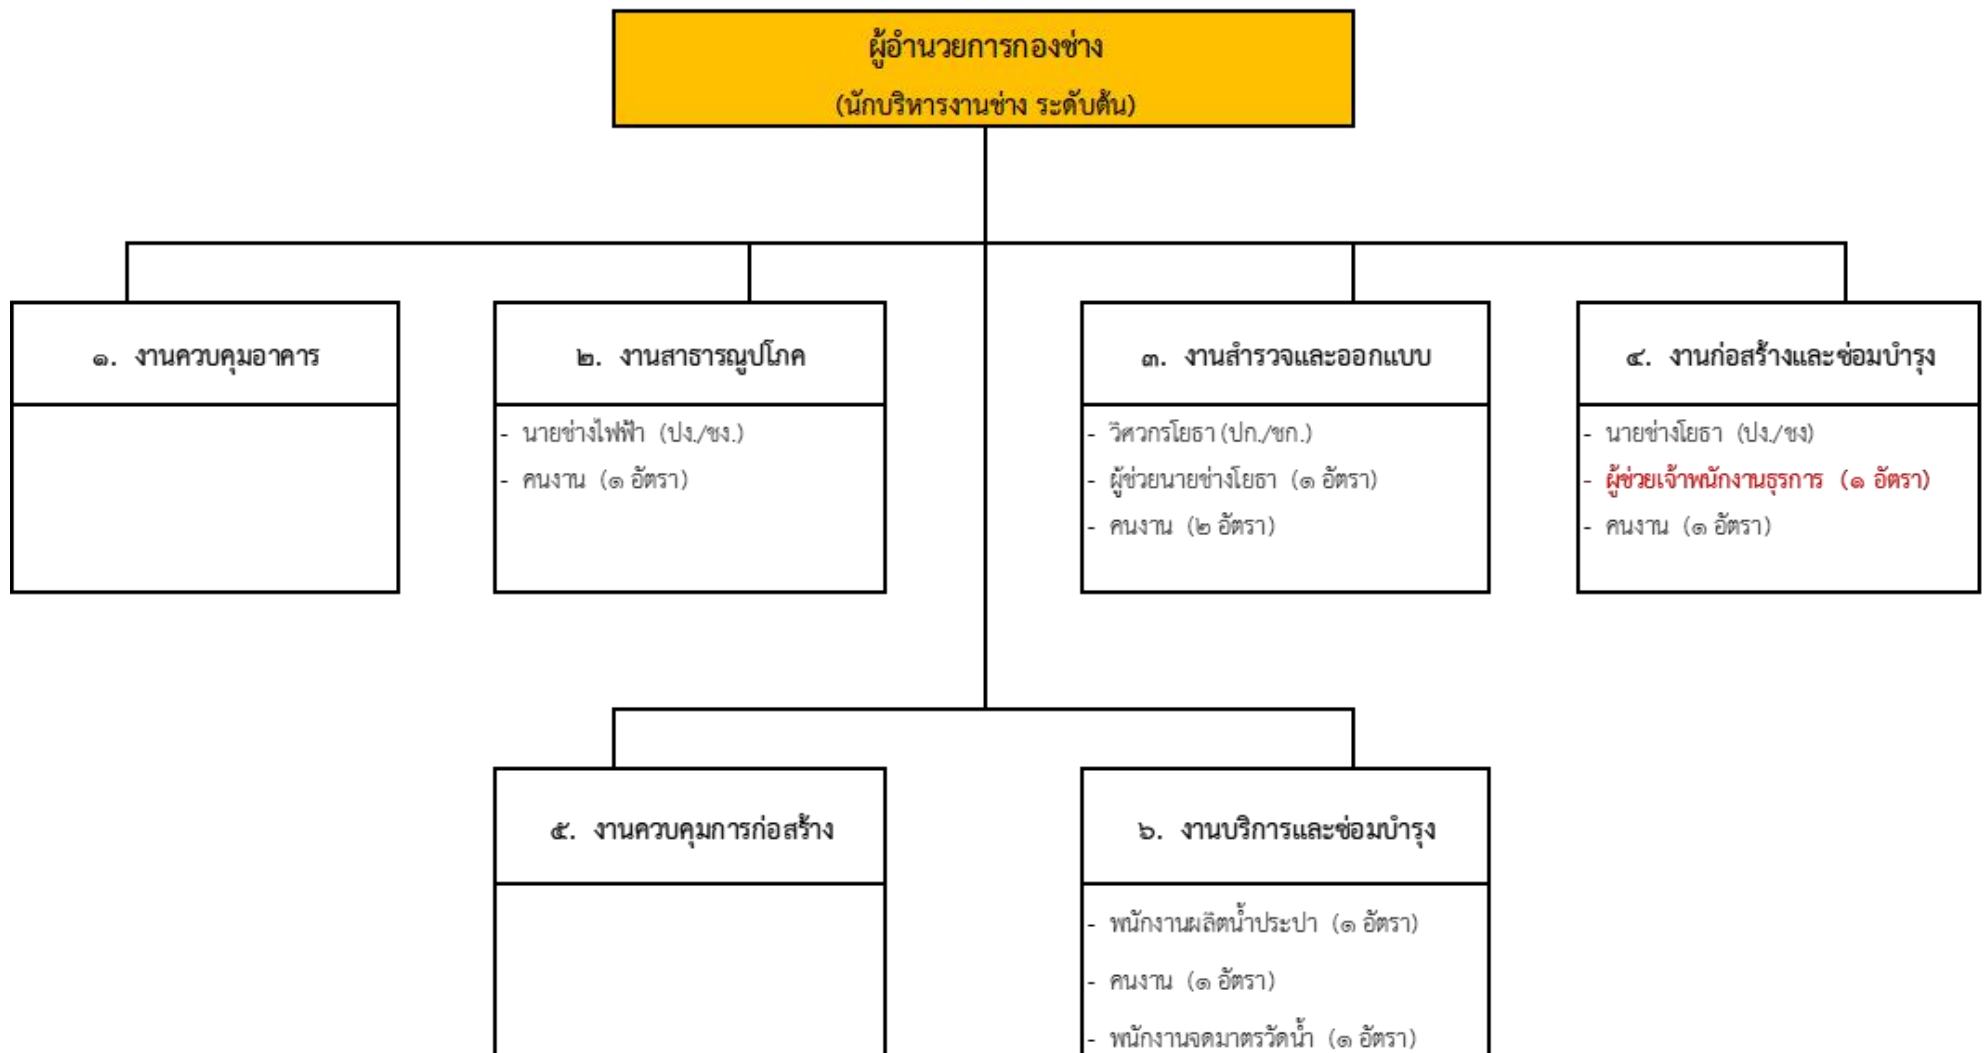 ผู้อำนวยการกองช่าง
(นักบริหารงานช่าง ระดับต้น)
๑. งานควบคุมอาคาร
๒. งานสาธารณูปโภค
- นายช่างไฟฟ้า (ปง./ชง.)
- คนงาน (๑ อัตรา)
๓. งานสำรวจและออกแบบ
- วิศวกรโยธา (ปก./ชก.)
- ผู้ช่วยนายช่างโยธา (๑ อัตรา)
- คนงาน (๒ อัตรา)
๔. งานก่อสร้างและซ่อมบำรุง
- นายช่างโยธา (ปง./ชง)
- ผู้ช่วยเจ้าพนักงานธุรการ (๑ อัตรา)
- คนงาน (๑ อัตรา)
๕. งานควบคุมการก่อสร้าง
๖. งานบริการและซ่อมบำรุง
- พนักงานผลิตน้ำประปา (๑ อัตรา)
- คนงาน (๑ อัตรา)
- พนักงานจดมาตรวัดน้ำ (๑ อัตรา)